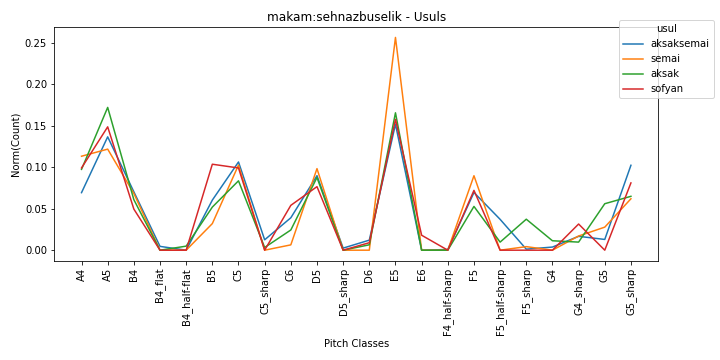 makam:sehnazbuselik - Usuls
usul
aksaksemai
semai
aksak
sofyan
Norm(Count)
0.25
0.20
0.15
0.10
0.05
0.00
A4
A5
B4
B4_flat
B4_half-flat
B5
C5
C5_sharp
C6
D5
D5_sharp
D6
E5
E6
F4_half-sharp
F5
F5_half-sharp
F5_sharp
G4
G4_sharp
G5
G5_sharp
Pitch Classes